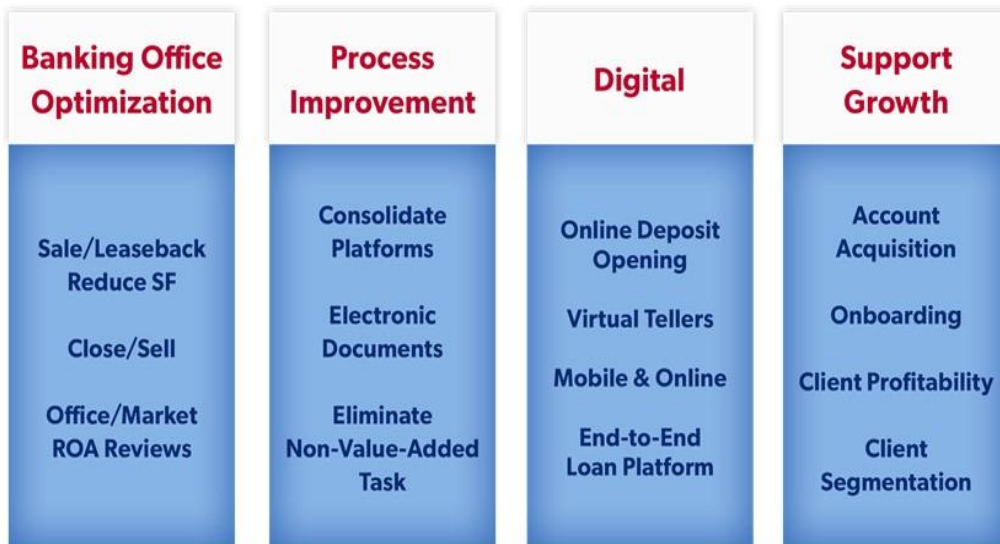 Banking Office
Optimization
Sale/Leaseback
Reduce SF
Close/Sell
Office/Market
ROA Reviews
Process
Improvement
Consolidate
Platforms
Electronic
Documents
Eliminate
Non-Value-Added
Task
Digital
Online Deposit
Opening
Virtual Tellers
Mobile & Online
End-to-End
Loan Platform
Support
Growth
Account
Acquisition
Onboarding
Client Profitability
Client
Segmentation